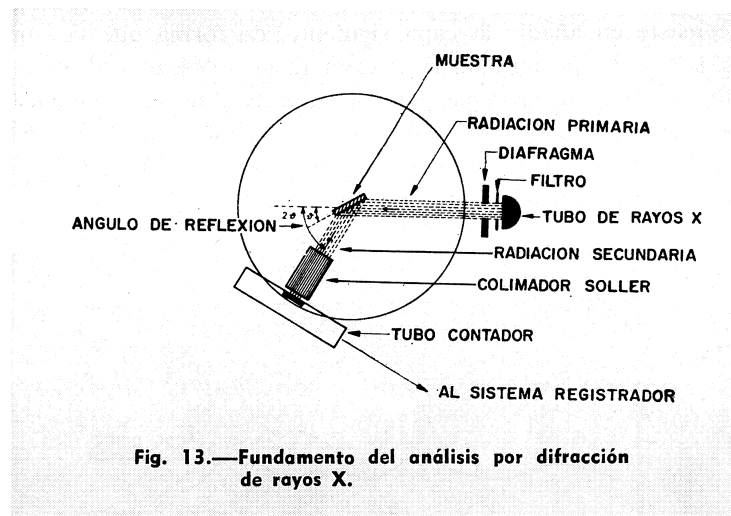 MUESTRA
RADIACION PRIMARIA
DIAFRAGMA
FILTRO
TUBO DE RAYOS X
2ϑ ϑ
ANGULO DE REFLEXION
RADIACION SECUNDARIA
COLIMADOR SOLLER
TUBO CONTADOR
AL SISTEMA REGISTRADOR
Fig. 13.—Fundamento del análisis por difracción
de rayos X.